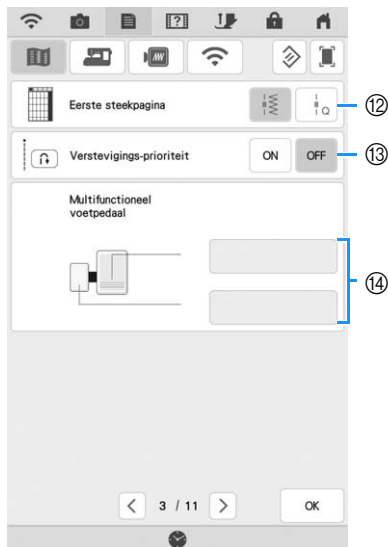 Eerste steekpagina
Q
⑫
Verstevigings-prioriteit
ON
OFF
⑬
Multifunctioneel
voetpedaal
⑭
3 / 11
OK